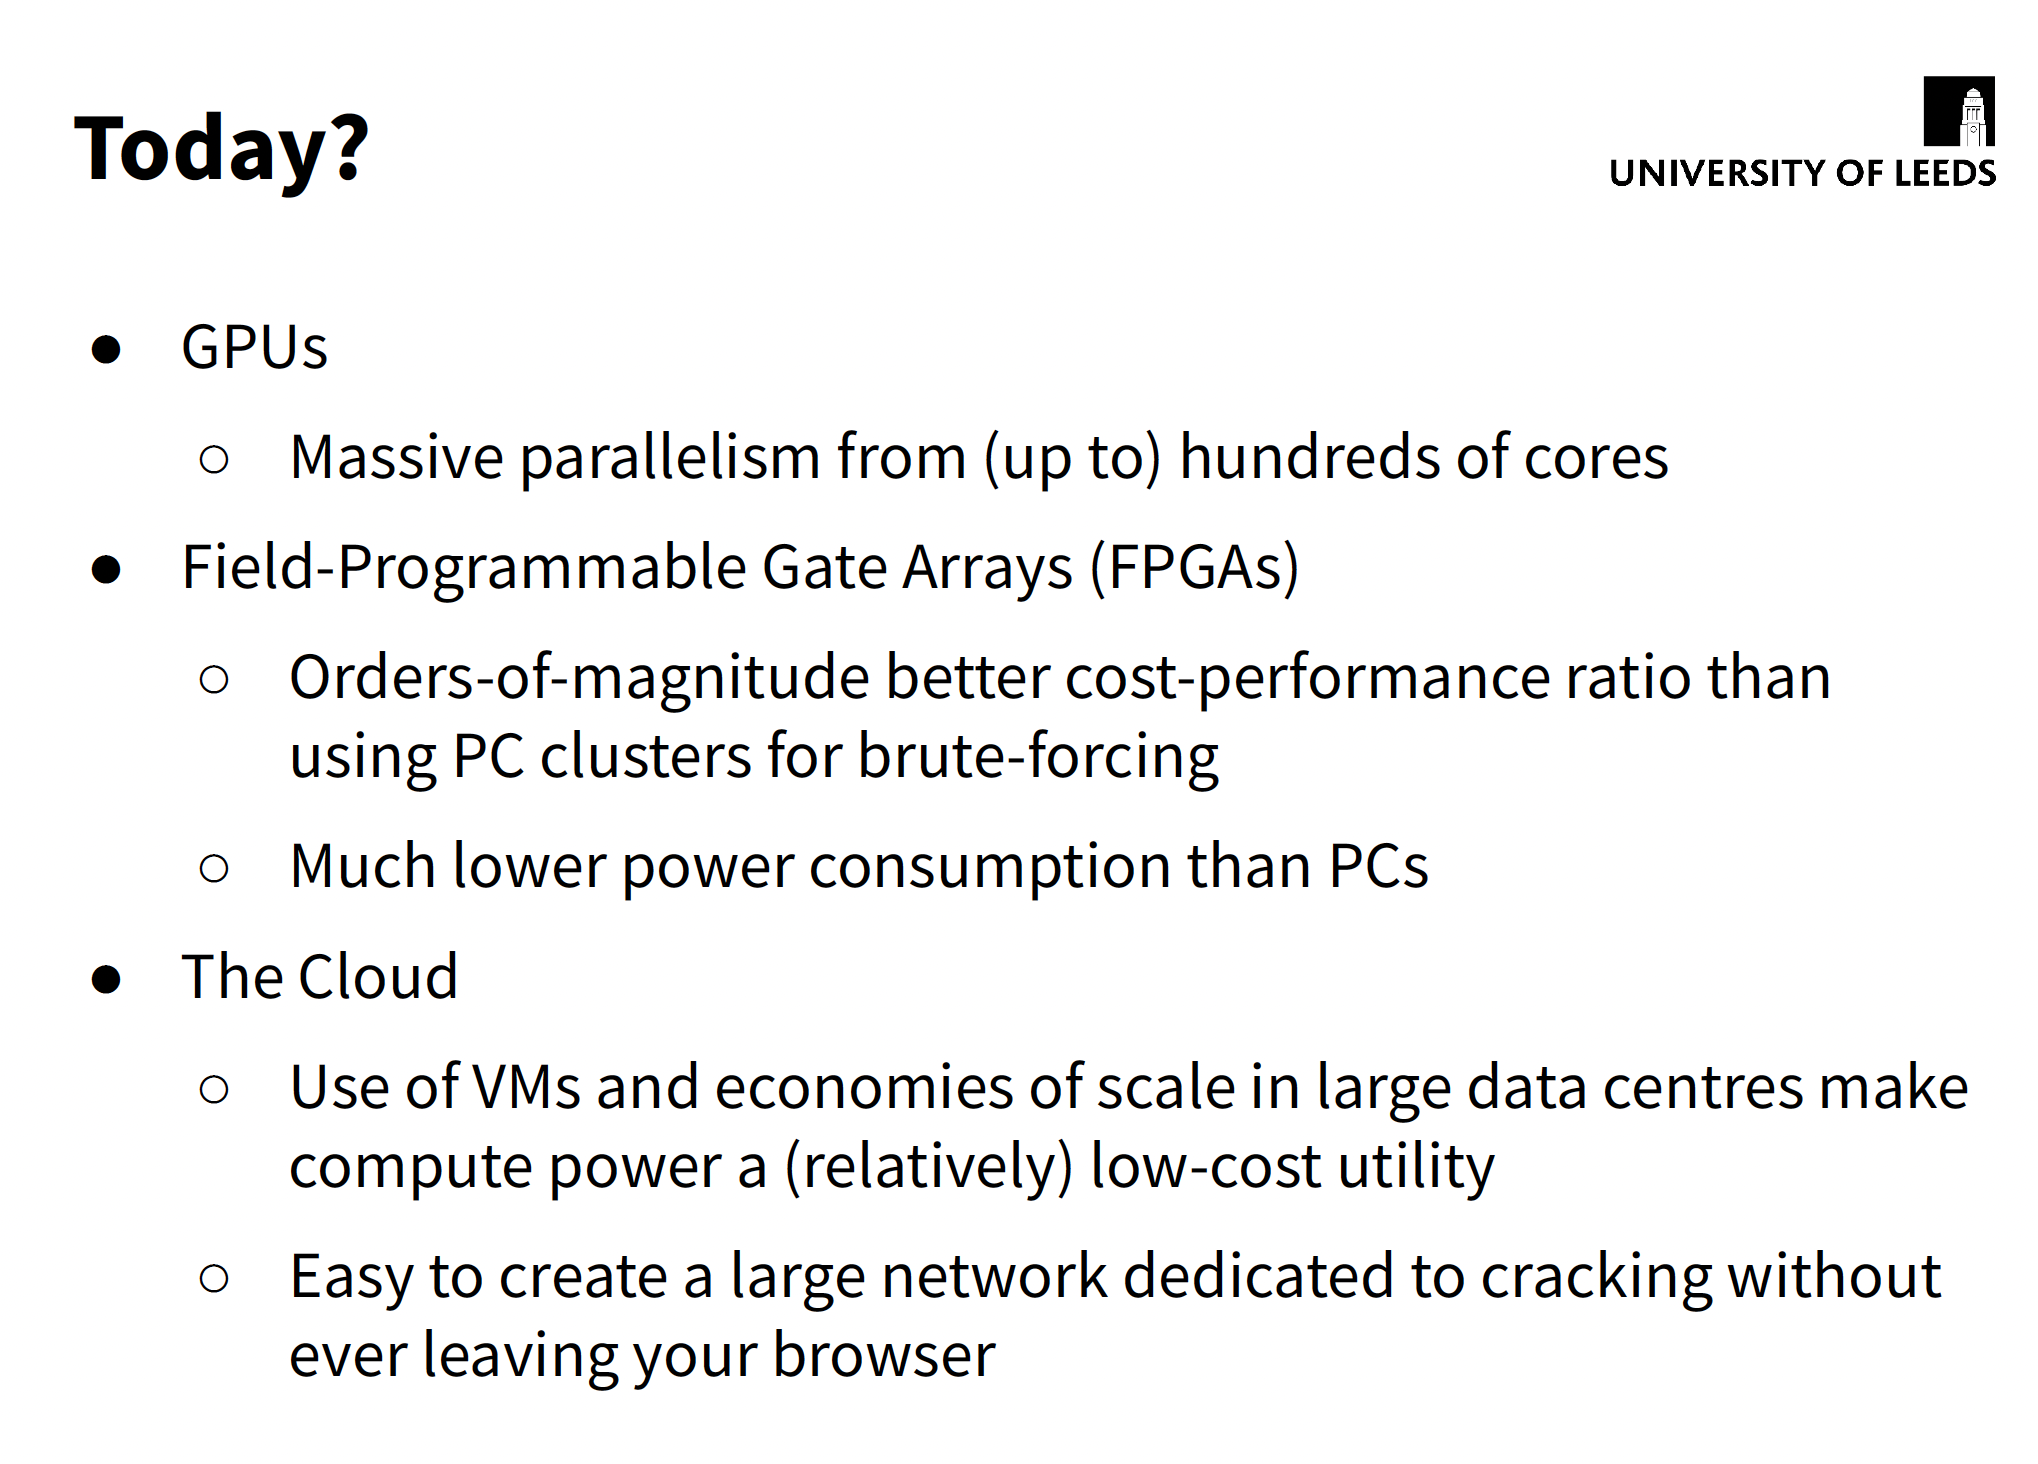 Today?
UNIVERSITY OF LEEDS
● GPUs
○ Massive parallelism from (up to) hundreds of cores
● Field-Programmable Gate Arrays (FPGAs)
○ Orders-of-magnitude better cost-performance ratio than
using PC clusters for brute-forcing
○ Much lower power consumption than PCs
● The Cloud
○ Use of VMs and economies of scale in large data centres make
compute power a (relatively) low-cost utility
○ Easy to create a large network dedicated to cracking without
ever leaving your browser